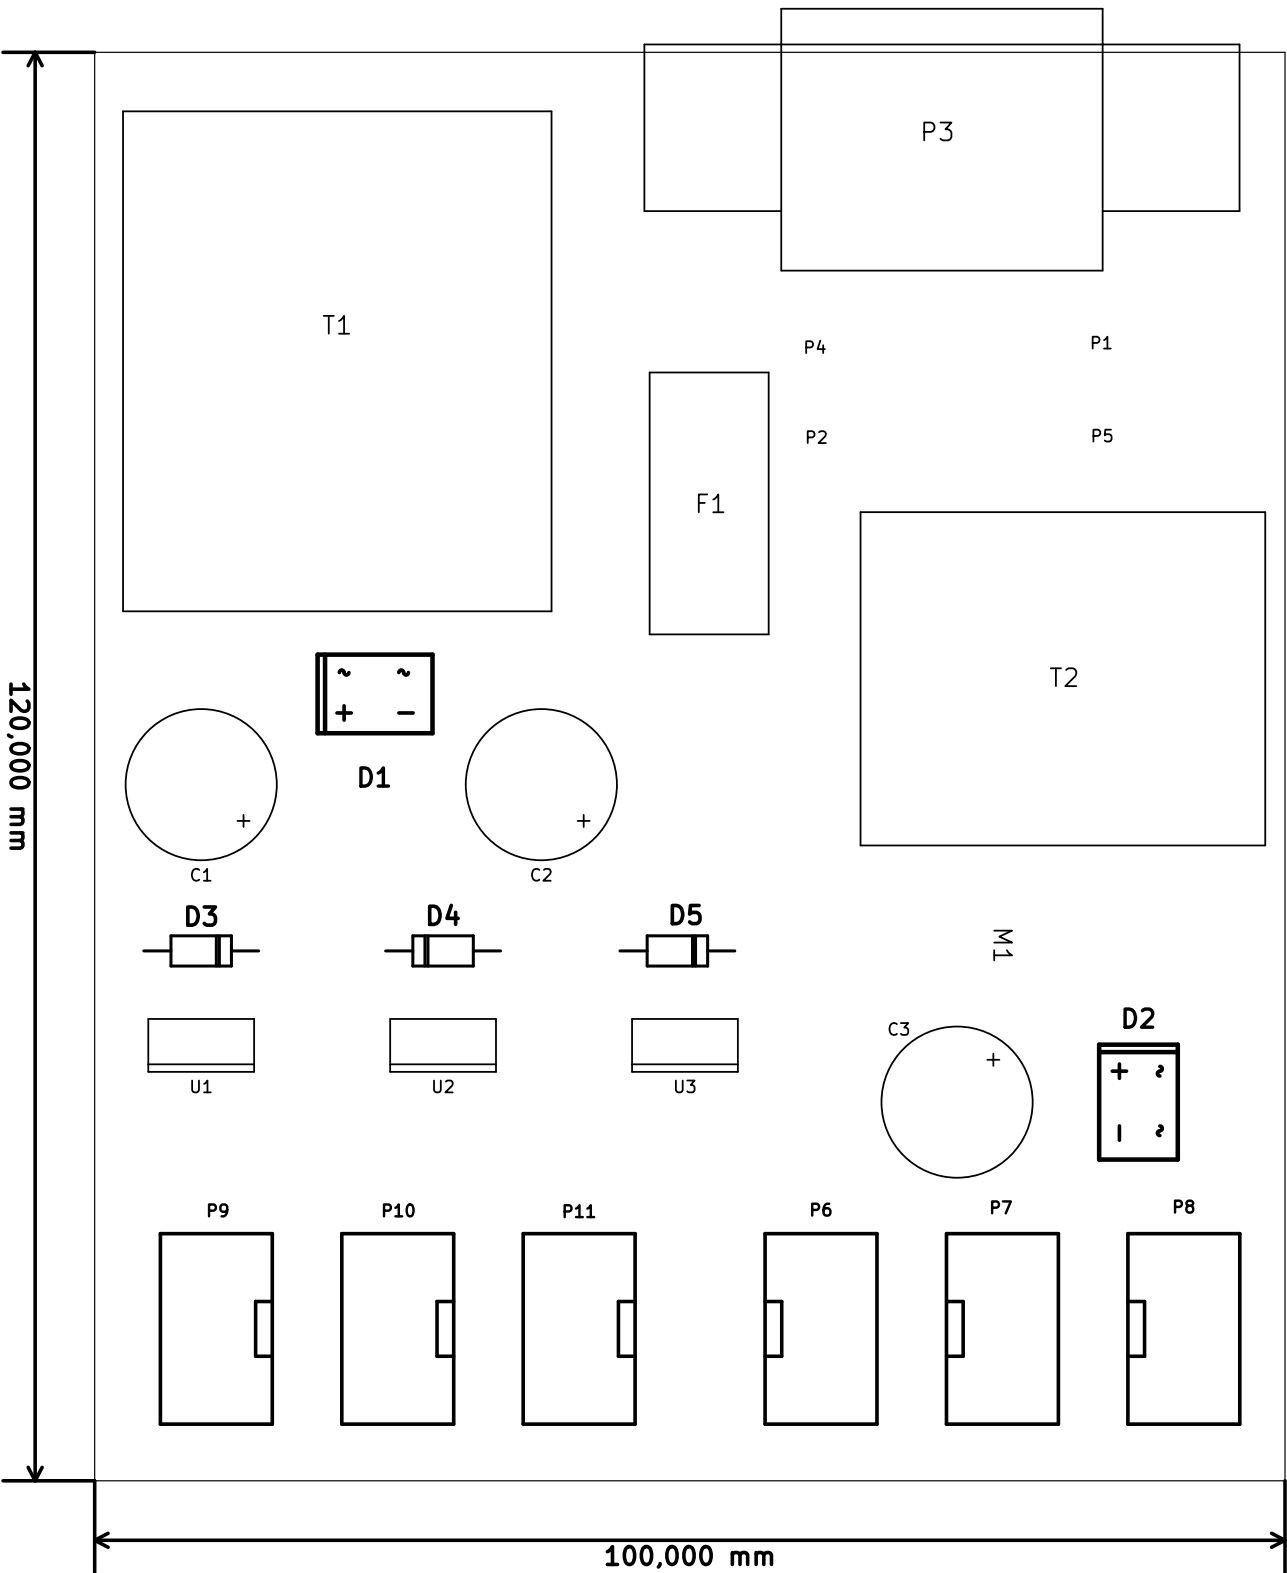 P3
T1
P4
P1
P2
P5
F1
T2
~ ~
+ -
D1
120,000 mm
+
C1
+
C2
D3
D4
D5
M1
U1
U2
U3
C3
+
D2
+ ~
- ~
P9
P10
P11
P6
P7
P8
100,000 mm